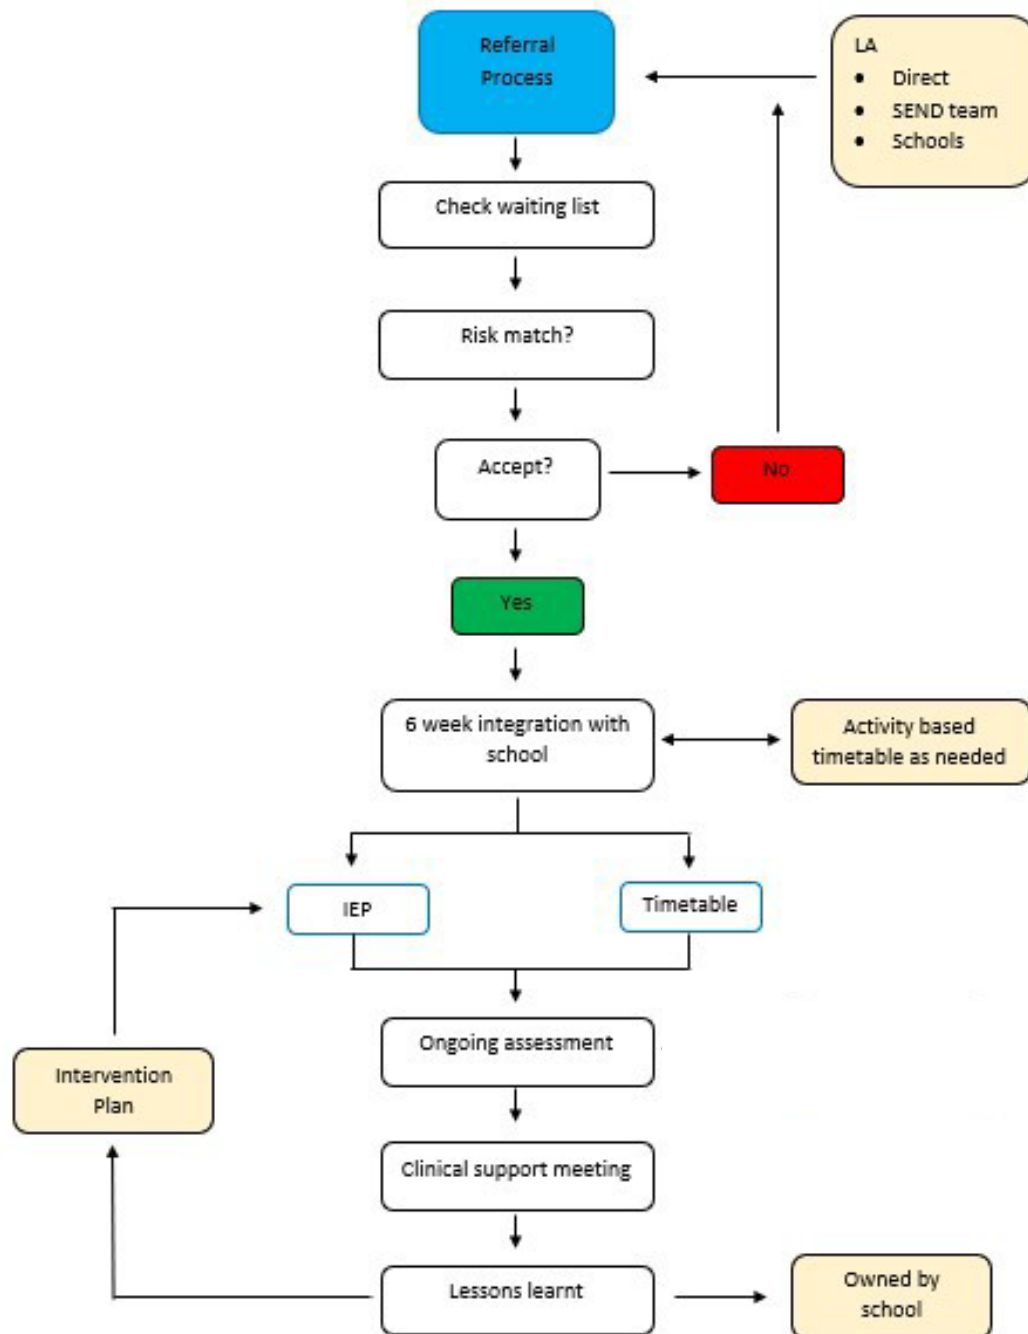 Referral
Process
LA
• Direct
• SEND team
• Schools
Check waiting list
Risk match?
Accept?
No
Yes
6 week integration with
school
Activity based
timetable as needed
IEP
Timetable
Ongoing assessment
Intervention
Plan
Clinical support meeting
Lessons learnt
Owned by
school